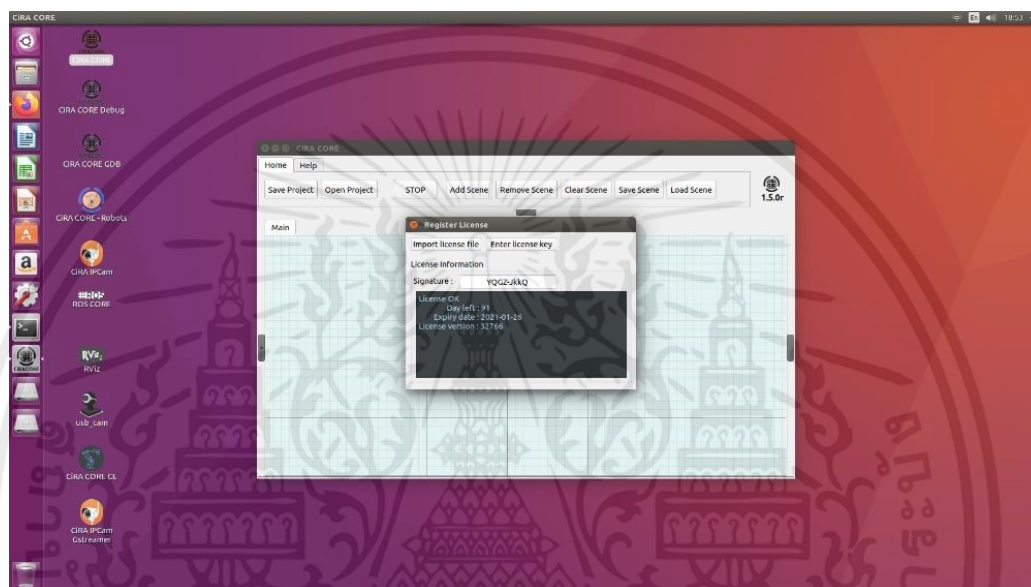 CiRA CORE
En
18:53
CiRA CORE
CiRA CORE Debug
CiRA CORE GDB
CiRA CORE - Robots
CiRA IPCam
ROS
ROS CORE
RViz
RViz
usb_cam
CiRA CORE CL
CiRA IPCam
Gstreamer
CiRA CORE
Home Help
Save Project Open Project STOP Add Scene Remove Scene Clear Scene Save Scene Load Scene
1.5.0r
Main
Register License
Import license file Enter license key
License Information
Signature : YQGZ-JkkQ
License OK
Day left : 91
Expiry date : 2021-01-26
License version : 32766